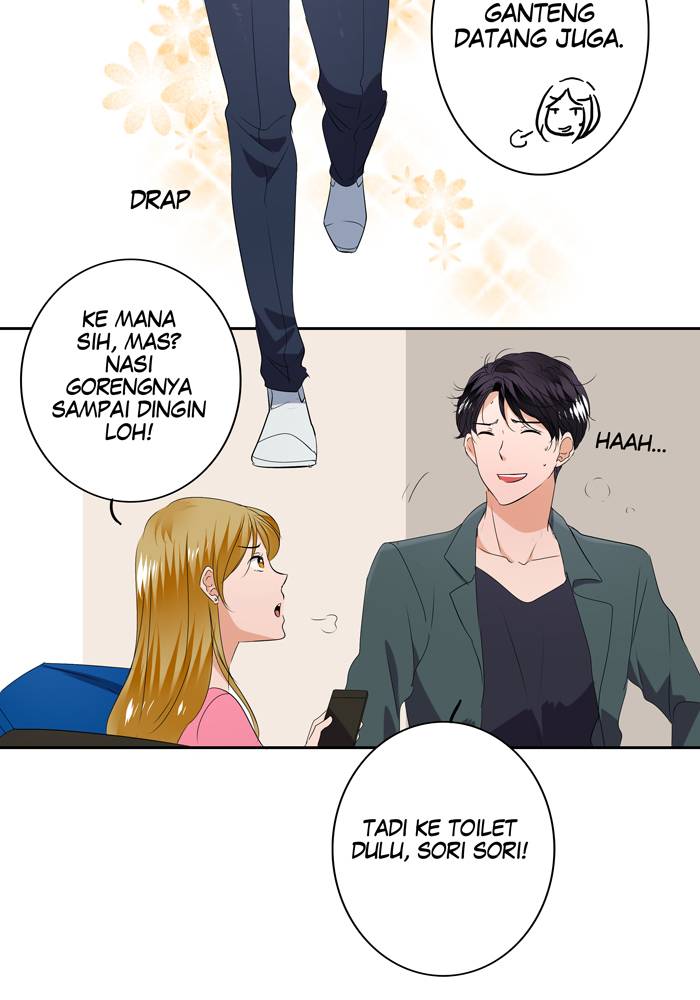 GANTENG
DATANG JUGA.
DRAP
KE MANA
SIH, MAS?
NASI
GORENGNYA
SAMPAI DINGIN
LOH!
HAAH...
TADI KE TOILET
DULU, SORI SORI!